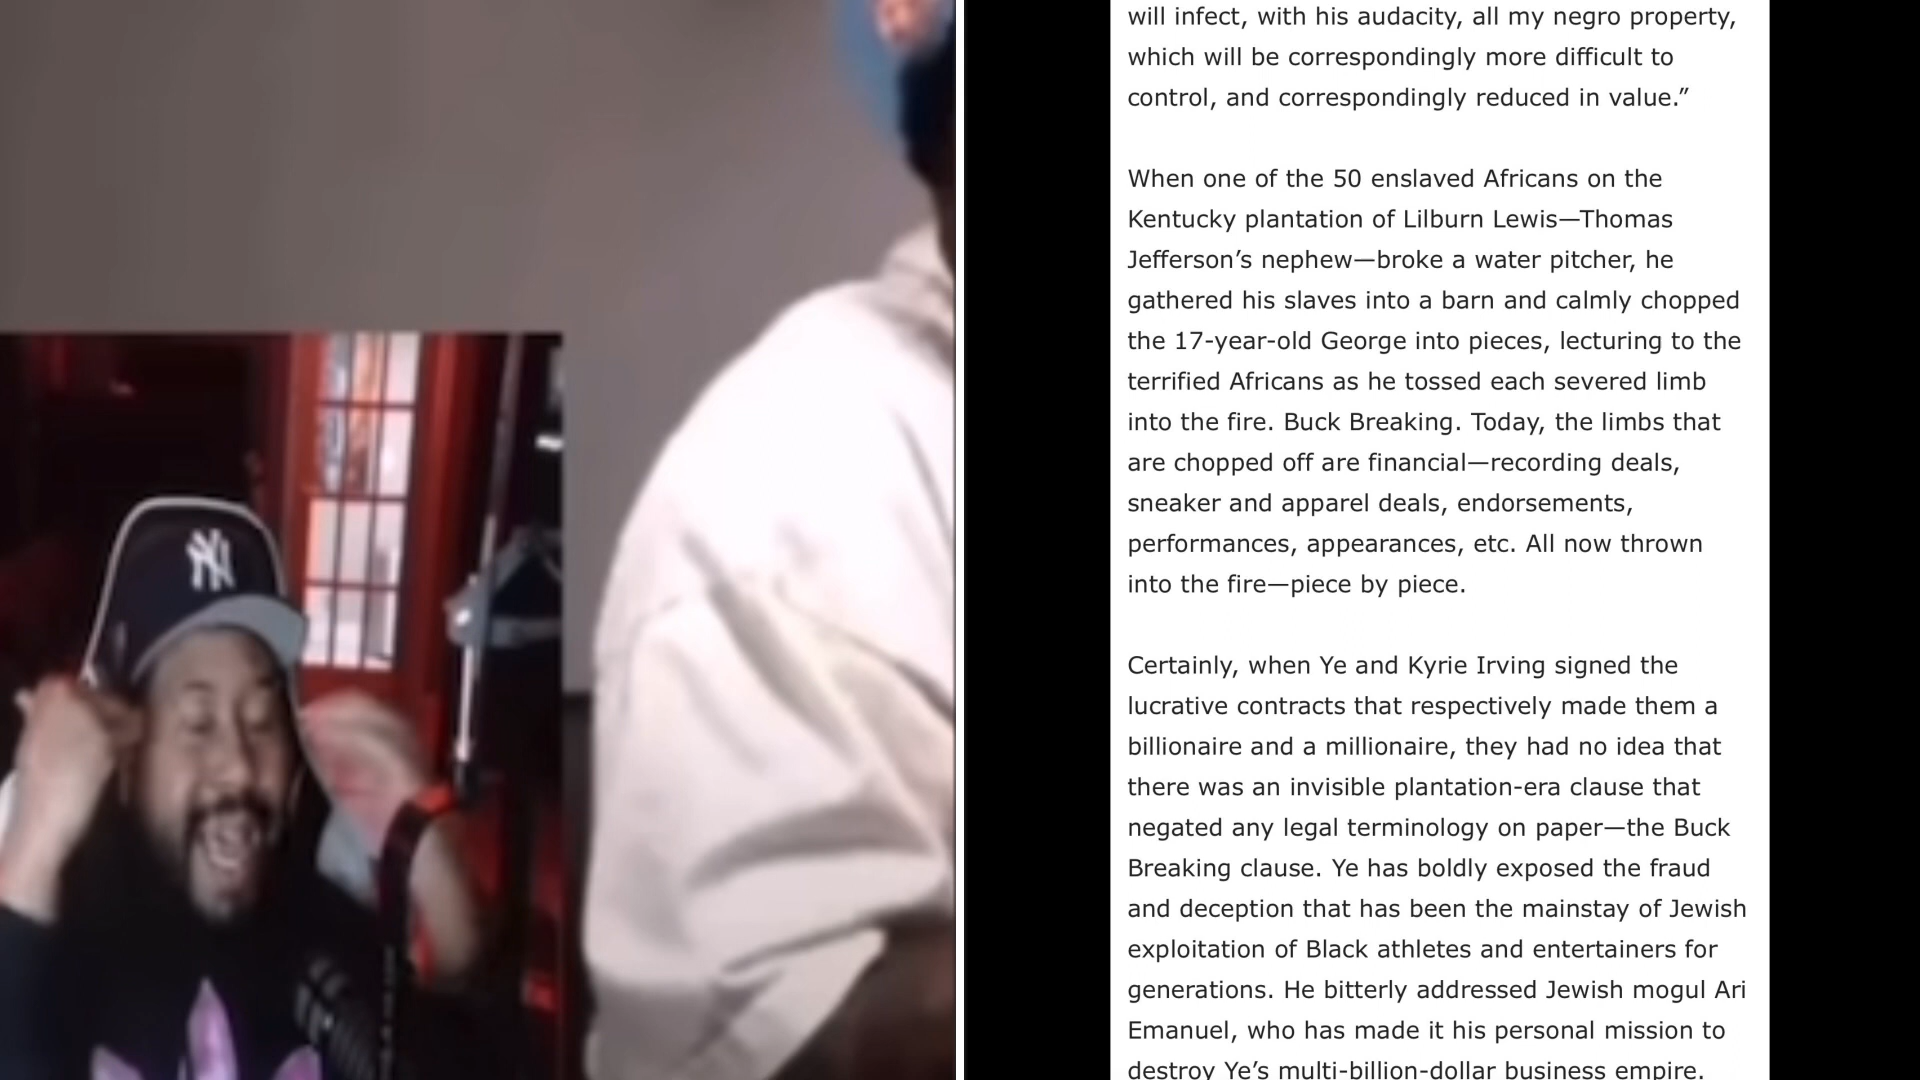 NY
will infect, with his audacity, all my negro property,
which will be correspondingly more difficult to
control, and correspondingly reduced in value.”
When one of the 50 enslaved Africans on the
Kentucky plantation of Lilburn Lewis—Thomas
Jefferson’s nephew—broke a water pitcher, he
gathered his slaves into a barn and calmly chopped
the 17-year-old George into pieces, lecturing to the
terrified Africans as he tossed each severed limb
into the fire. Buck Breaking. Today, the limbs that
are chopped off are financial—recording deals,
sneaker and apparel deals, endorsements,
performances, appearances, etc. All now thrown
into the fire—piece by piece.
Certainly, when Ye and Kyrie Irving signed the
lucrative contracts that respectively made them a
billionaire and a millionaire, they had no idea that
there was an invisible plantation-era clause that
negated any legal terminology on paper—the Buck
Breaking clause. Ye has boldly exposed the fraud
and deception that has been the mainstay of Jewish
exploitation of Black athletes and entertainers for
generations. He bitterly addressed Jewish mogul Ari
Emanuel, who has made it his personal mission to
destroy Ye’s multi-billion-dollar business empire.